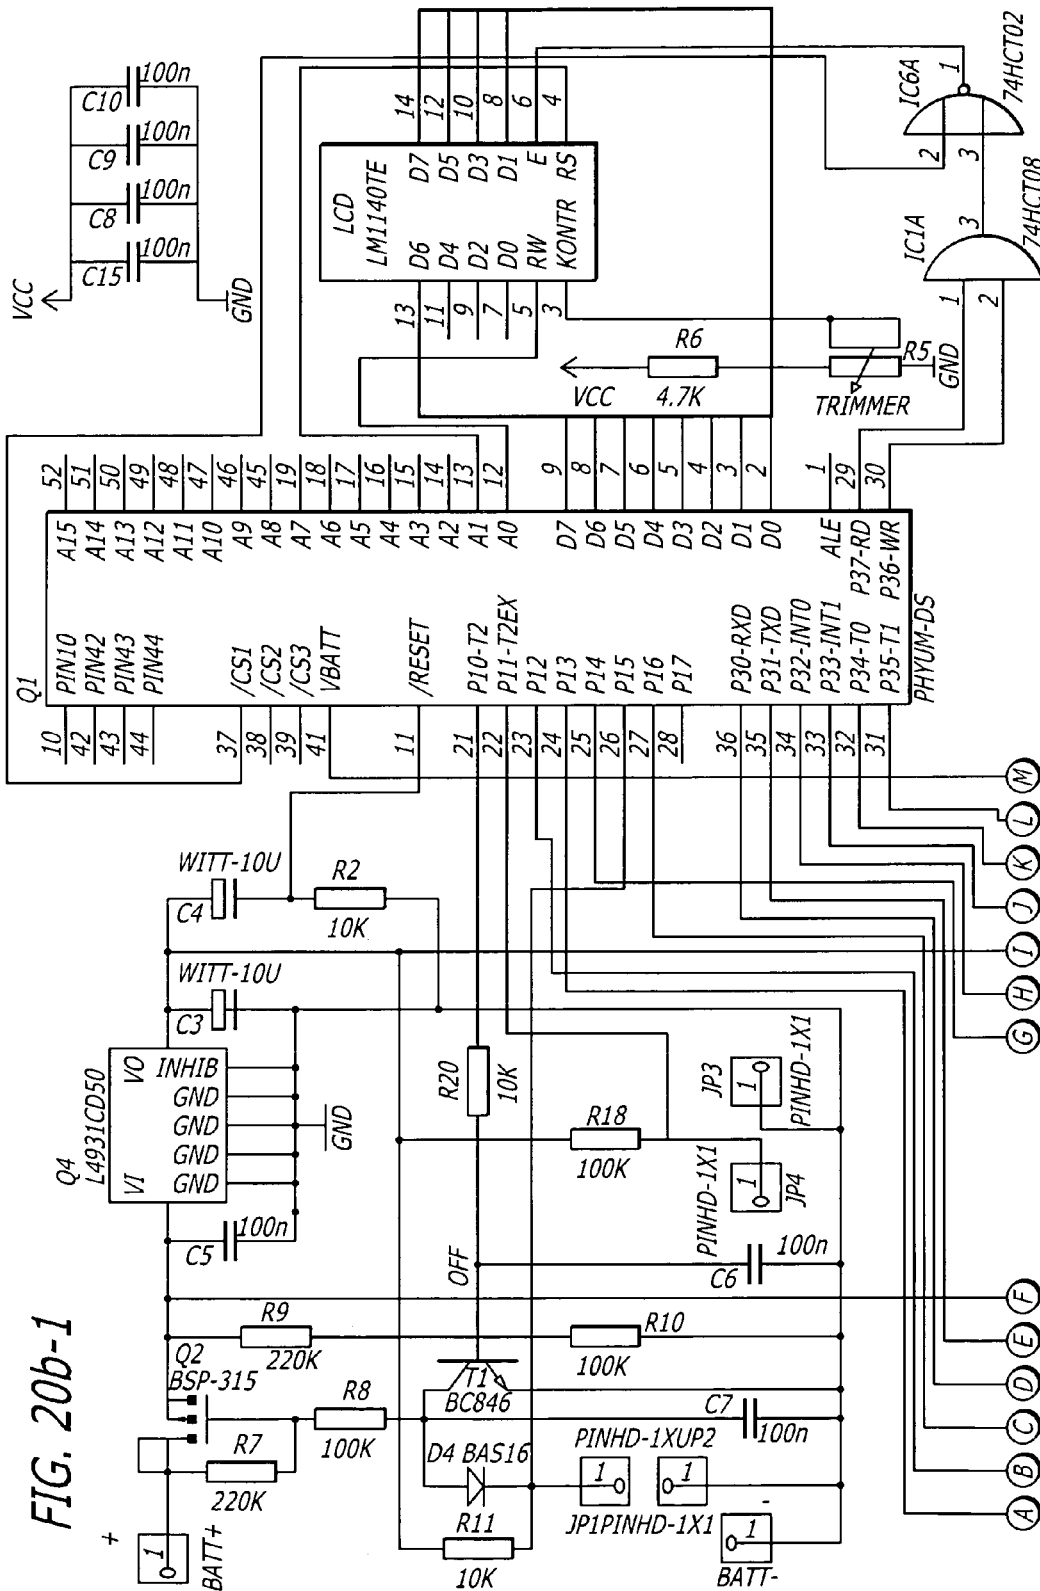 FIG. 20b-1
VCC
C15
100n
C8
100n
C9
100n
C10
100n
GND
LCD
LM1140TE
D6
D4
D2
D0
RW
KONTR
D7
D5
D3
D1
E
RS
13
11
9
7
5
3
14
12
10
8
6
4
IC6A
2
3
1
74HCT02
IC1A
1
2
3
74HCT08
R6
4.7K
VCC
R5
GND
TRIMMER
Q1
PHYUM-DS
52 A15
51 A14
50 A13
49 A12
48 A11
47 A10
46 A9
45 A8
19 A7
18 A6
17 A5
16 A4
15 A3
14 A2
13 A1
12 A0
9 D7
8 D6
7 D5
6 D4
5 D3
4 D2
3 D1
2 D0
1 ALE
29 P37-RD
30 P36-WR
10 PIN10
42 PIN42
43 PIN43
44 PIN44
37 /CS1
38 /CS2
39 /CS3
41 VBATT
11 /RESET
21 P10-T2
22 P11-T2EX
23 P12
24 P13
25 P14
26 P15
27 P16
28 P17
36 P30-RXD
35 P31-TXD
34 P32-INT0
33 P33-INT1
32 P34-T0
31 P35-T1
WITT-10U
C4
R2
10K
WITT-10U
C3
Q4
L4931CD50
VO
INHIB
GND
GND
GND
GND
VI
GND
C5
100n
R20
10K
R18
100K
JP3
1
PINHD-1X1
PINHD-1X1
1
JP4
OFF
C6
100n
R9
220K
R10
100K
Q2
BSP-315
R8
100K
T1
BC846
C7
100n
R7
220K
D4 BAS16
PINHD-1XUP2
1
1
JP1PINHD-1X1
R11
10K
+
1
BATT+
-
1
BATT-
A
B
C
D
E
F
G
H
I
J
K
L
M